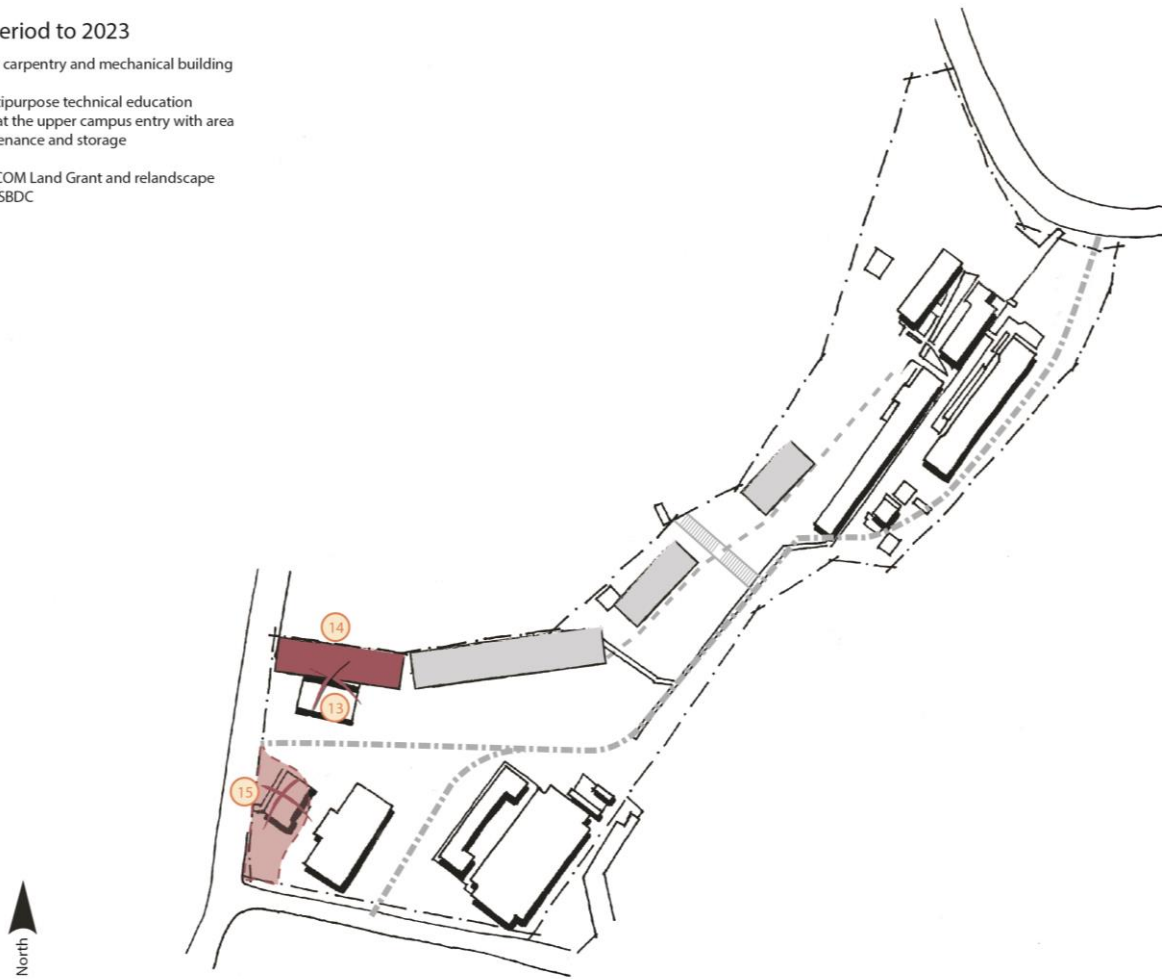 eriod to 2023
carpentry and mechanical building
tipurpose technical education
at the upper campus entry with area
enance and storage
COM Land Grant and relandscape
SBDC
14
13
15
North